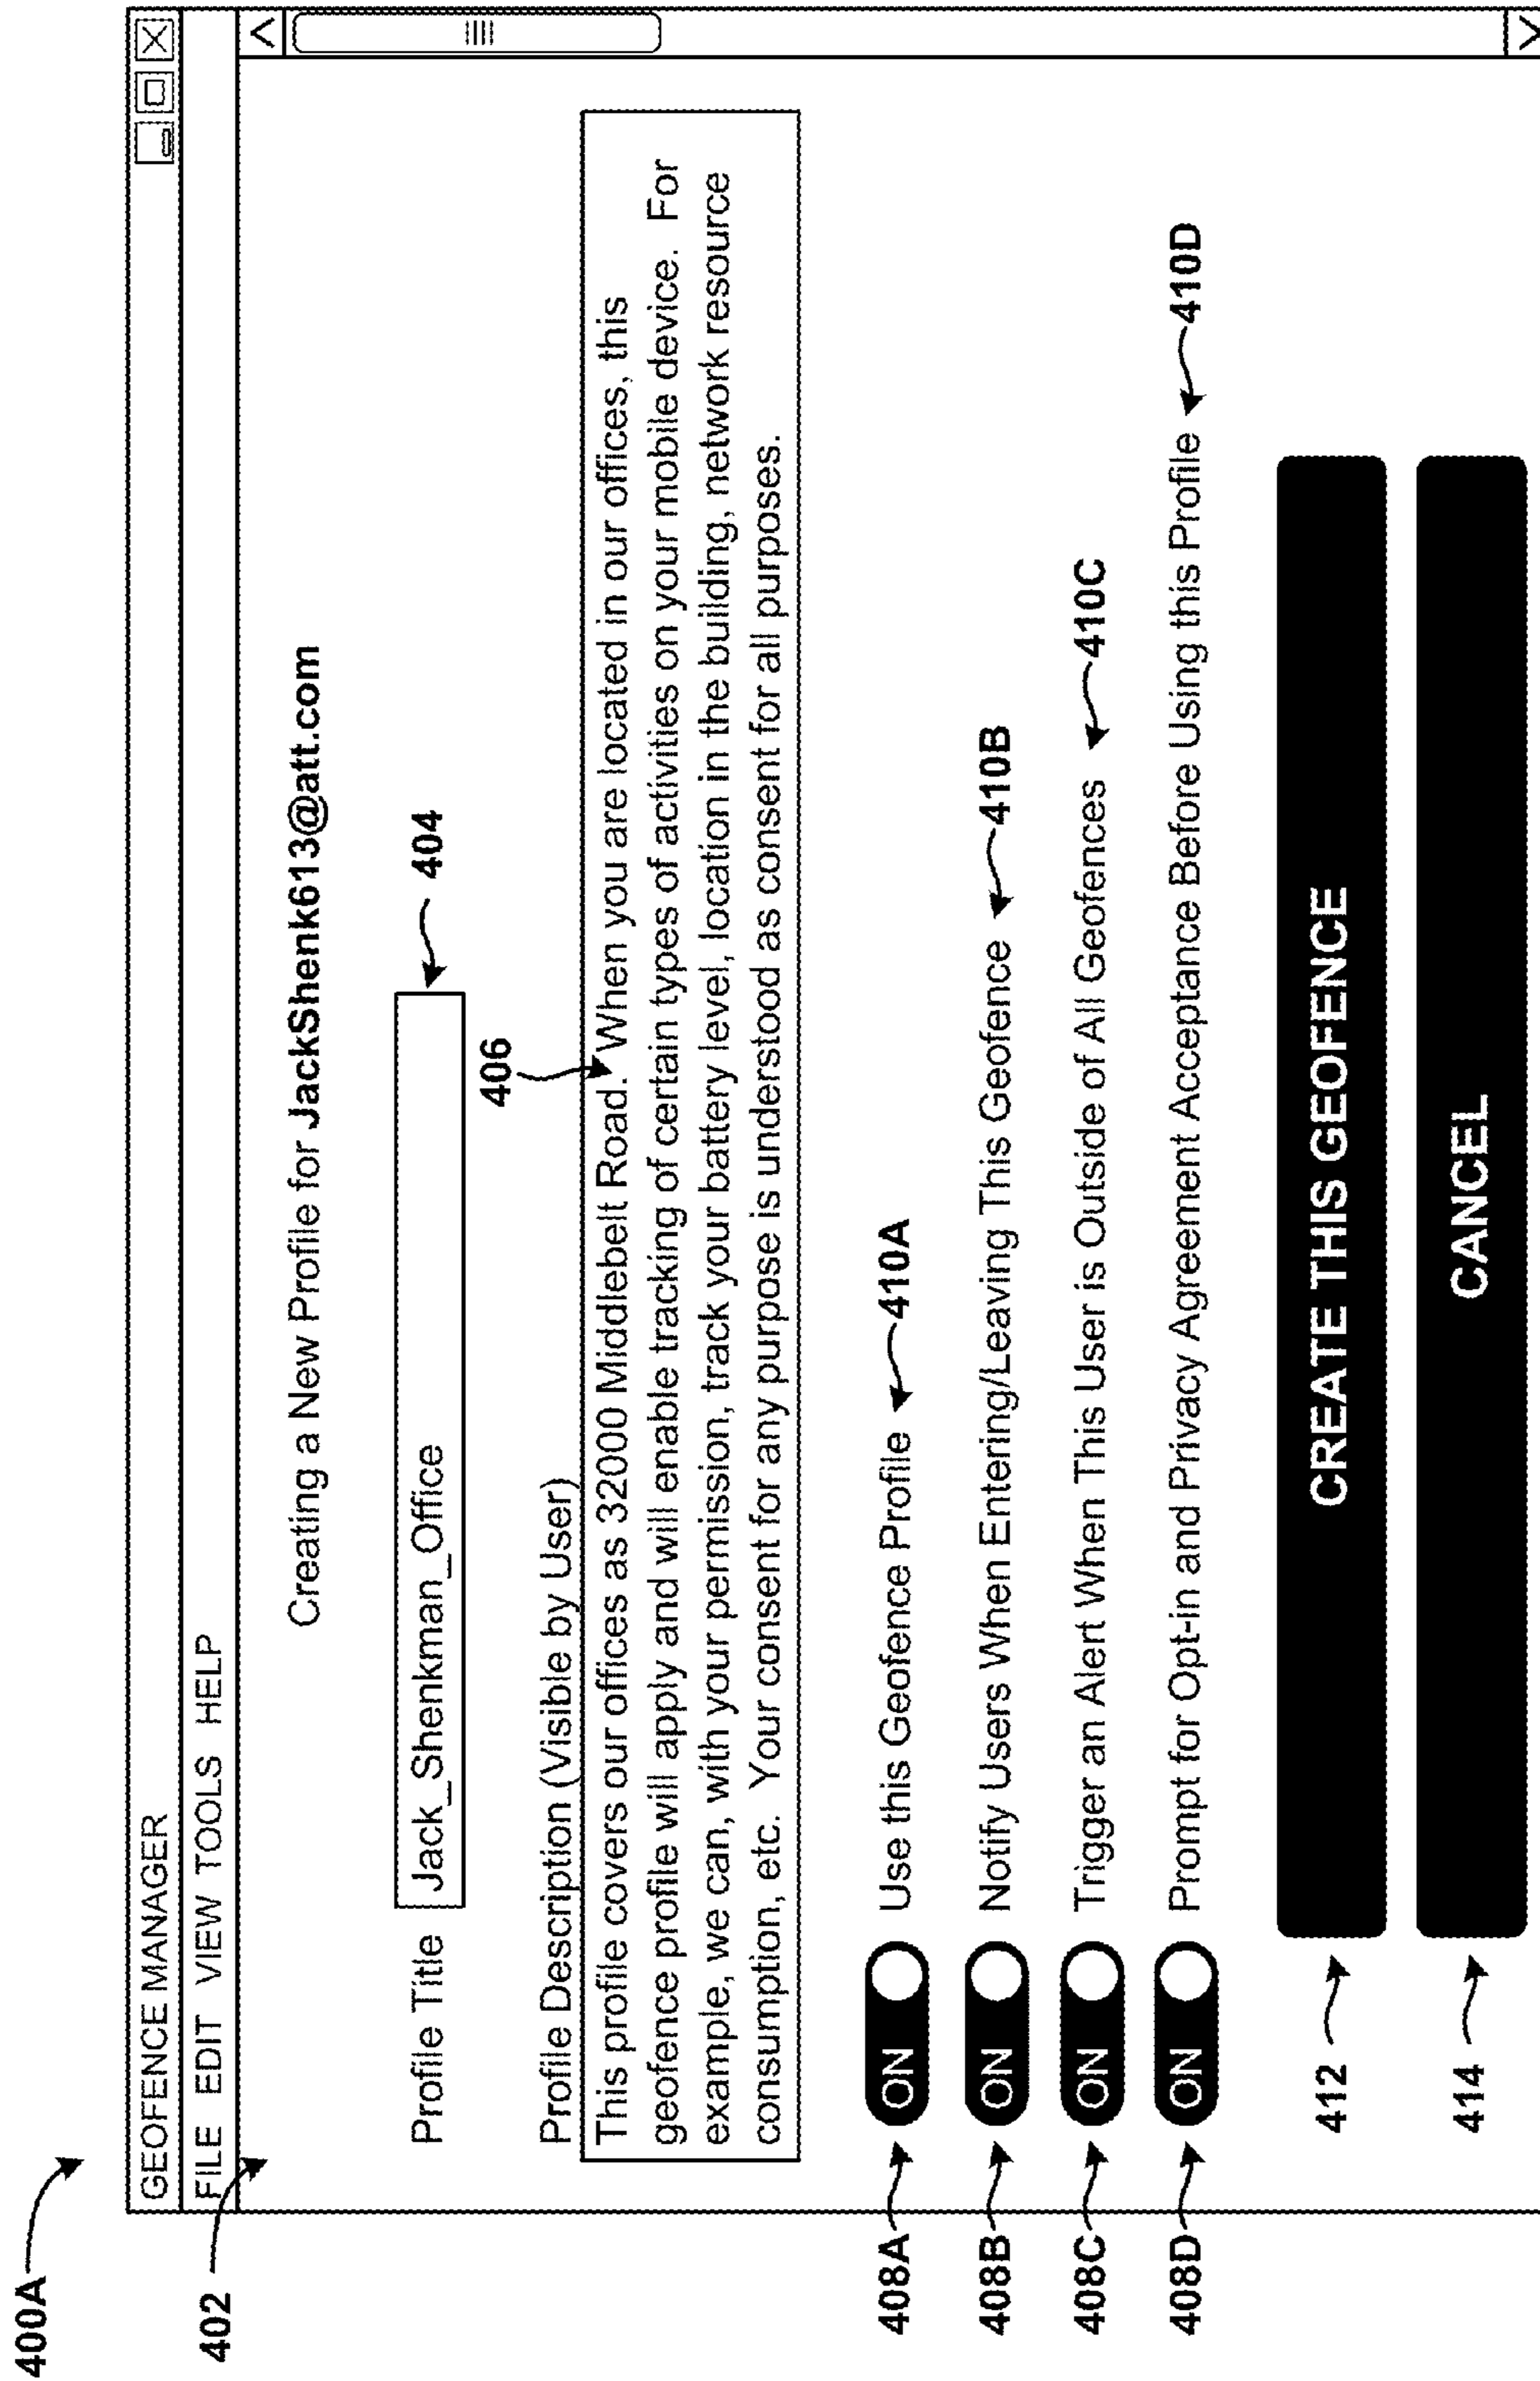 400A
GEOFENCE MANAGER
FILE EDIT VIEW TOOLS HELP
402
Creating a New Profile for JackShenk613@att.com
Profile Title Jack_Shenkman_Office 404
406
Profile Description (Visible by User)
This profile covers our offices as 32000 Middlebelt Road. When you are located in our offices, this
geofence profile will apply and will enable tracking of certain types of activities on your mobile device. For
example, we can, with your permission, track your battery level, location in the building, network resource
consumption, etc. Your consent for any purpose is understood as consent for all purposes.
408A ON Use this Geofence Profile 410A
408B ON Notify Users When Entering/Leaving This Geofence 410B
408C ON Trigger an Alert When This User is Outside of All Geofences 410C
408D ON Prompt for Opt-in and Privacy Agreement Acceptance Before Using this Profile 410D
412 CREATE THIS GEOFENCE
414 CANCEL